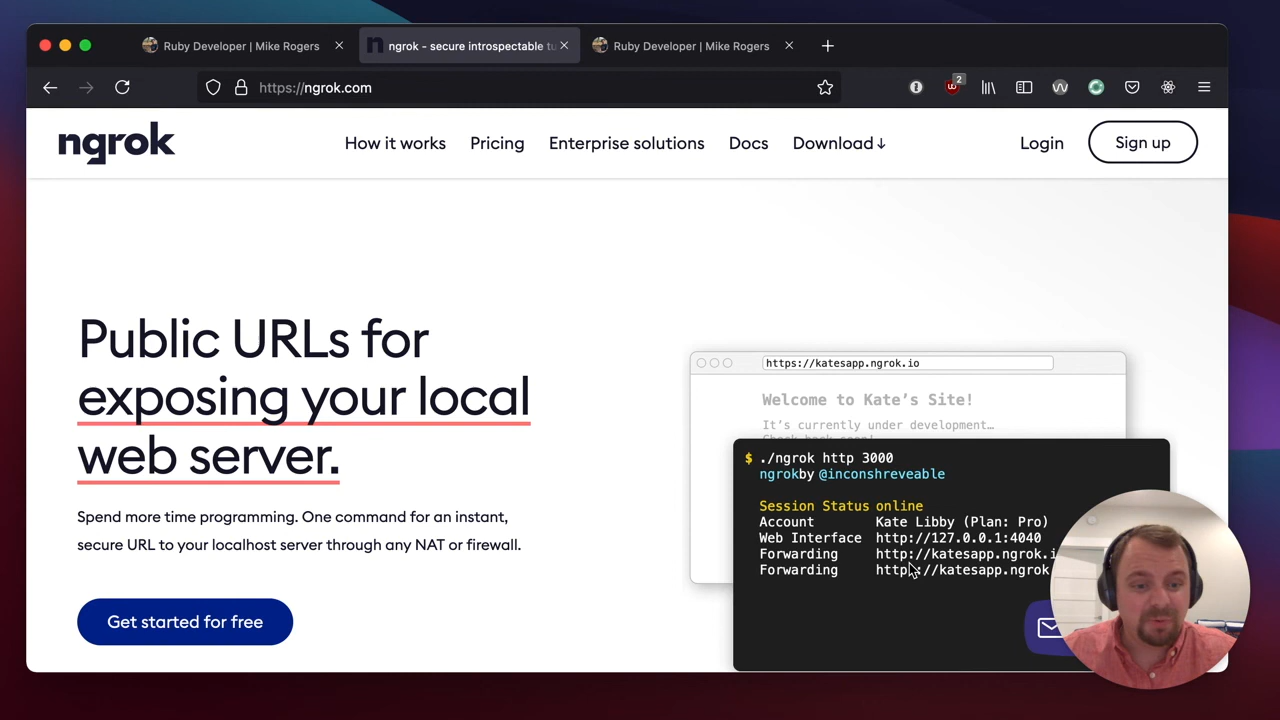 Ruby Developer | Mike Rogers
ngrok - secure introspectable tu
Ruby Developer | Mike Rogers
https://ngrok.com
2
ngrok
How it works
Pricing
Enterprise solutions
Docs
Download↓
Login
Sign up
Public URLs for
exposing your local
web server.
Spend more time programming. One command for an instant,
secure URL to your localhost server through any NAT or firewall.
Get started for free
https://katesapp.ngrok.io
Welcome to Kate's Site!
It's currently under development…
$ ./ngrok http 3000
ngrokby @inconshreveable
Session Status online
Account Kate Libby (Plan: Pro)
Web Interface http://127.0.0.1:4040
Forwarding http://katesapp.ngrok.i
Forwarding https://katesapp.ngrok